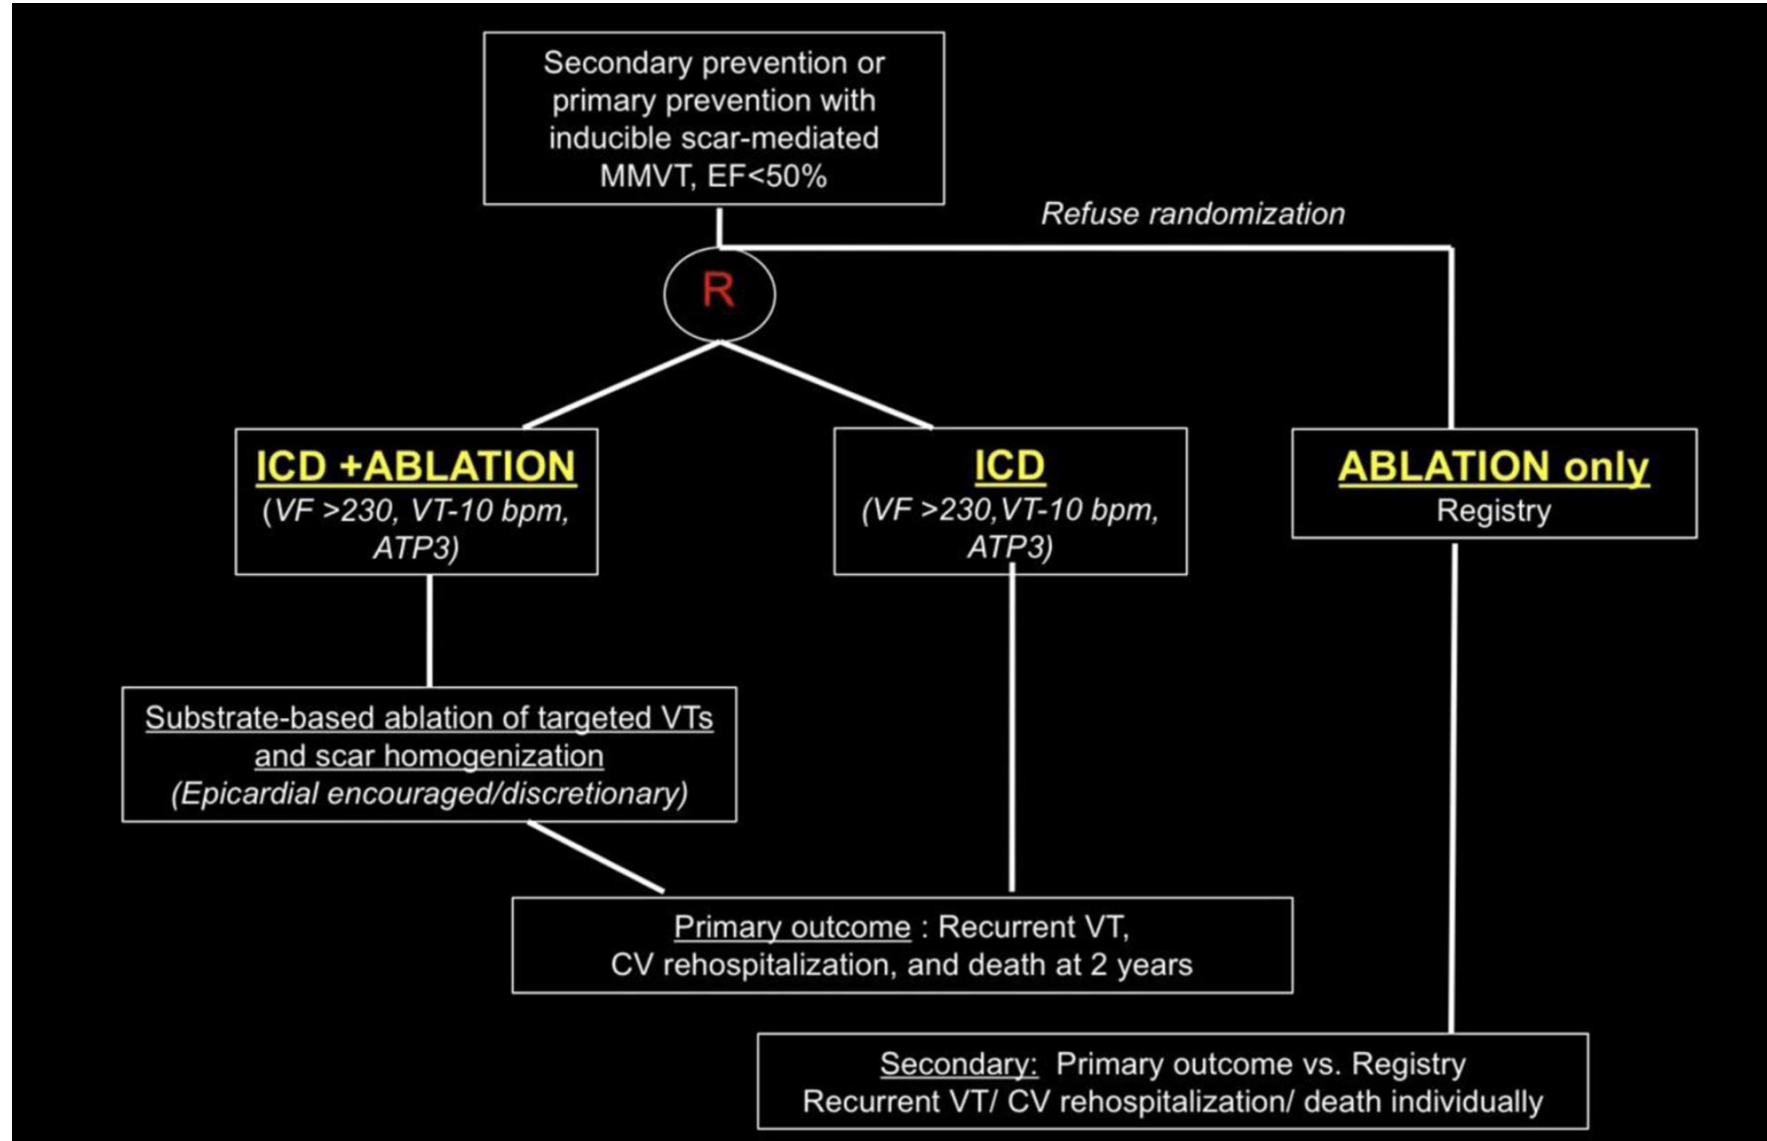 Secondary prevention or
primary prevention with
inducible scar-mediated
MMVT, EF<50%
Refuse randomization
R
ICD +ABLATION
(VF >230, VT-10 bpm,
ATP3)
ICD
(VF >230,VT-10 bpm,
ATP3)
ABLATION only
Registry
Substrate-based ablation of targeted VTs
and scar homogenization
(Epicardial encouraged/discretionary)
Primary outcome : Recurrent VT,
CV rehospitalization, and death at 2 years
Secondary: Primary outcome vs. Registry
Recurrent VT/ CV rehospitalization/ death individually